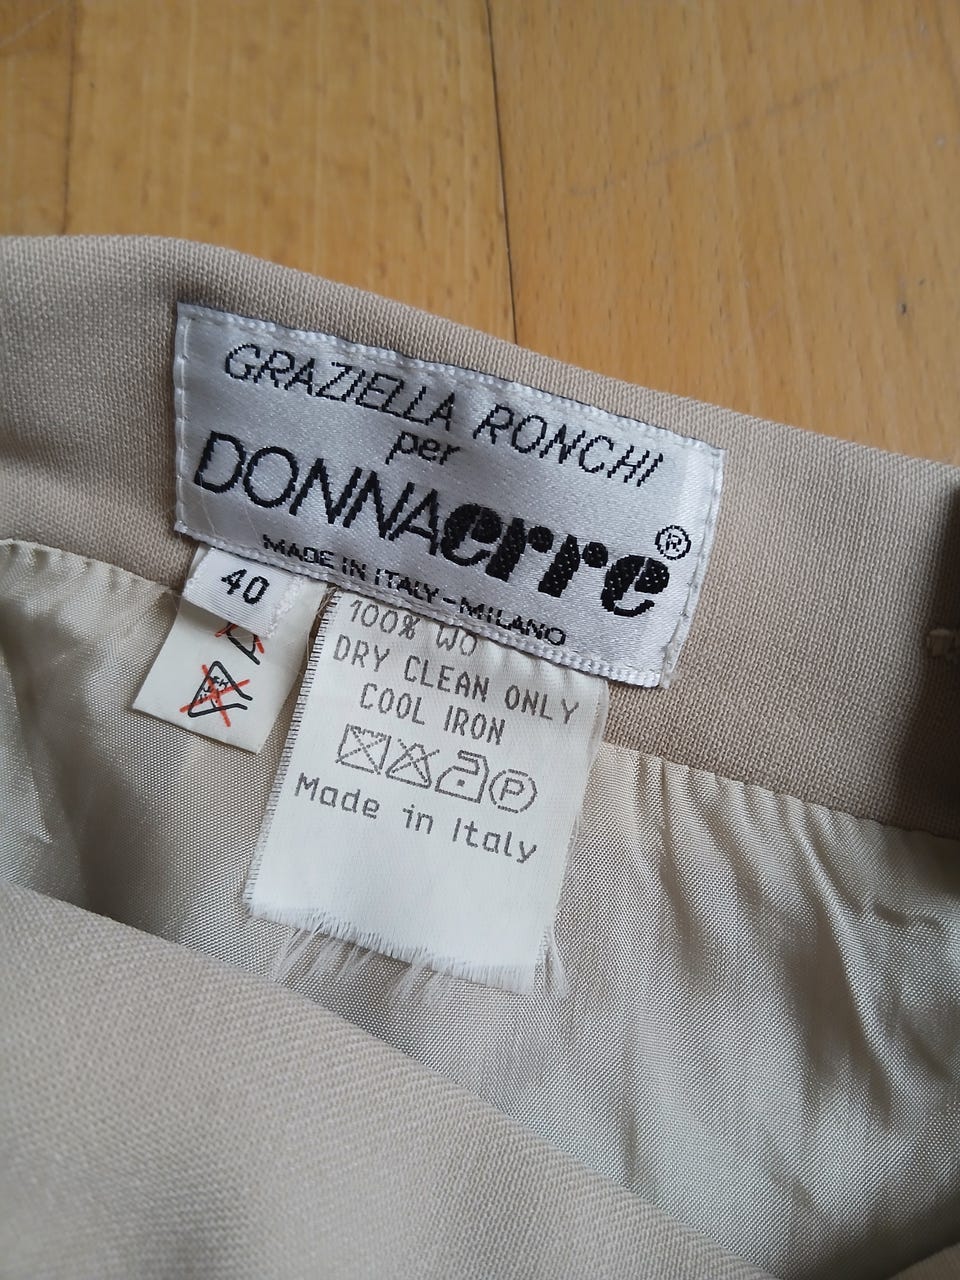 GRAZIELLA RONCHI
per
DONNAerre®
MADE IN ITALY-MILANO
40
100% WO
DRY CLEAN ONLY
COOL IRON
P
Made in Italy